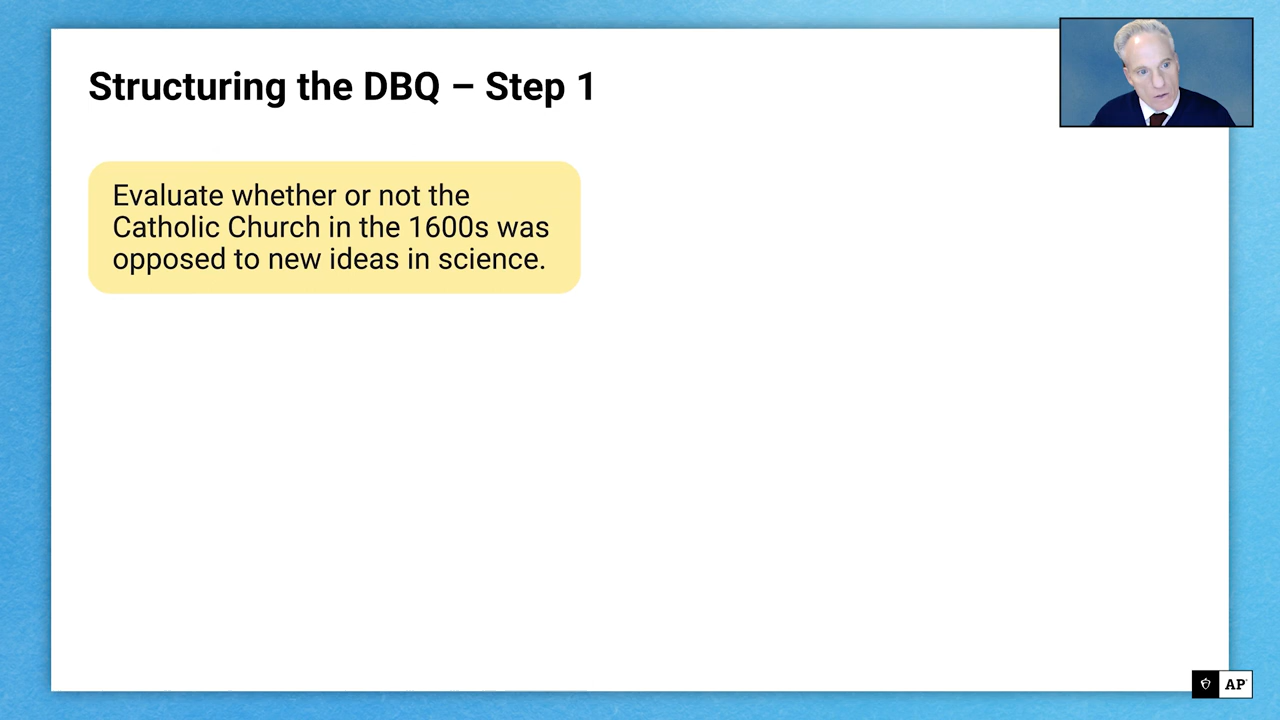 Structuring the DBQ – Step 1
Evaluate whether or not the
Catholic Church in the 1600s was
opposed to new ideas in science.
AP